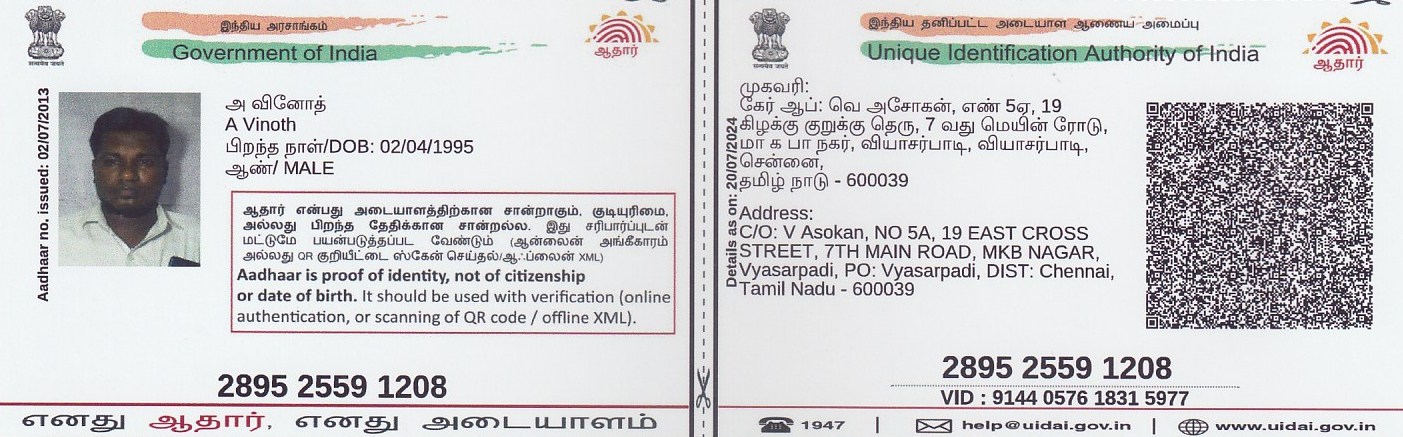 இந்திய அரசாங்கம்
Government of India
सत्यमेव जयते
ஆதார்
Aadhaar no. issued: 02/07/2013
அ வினோத்
A Vinoth
பிறந்த நாள்/DOB: 02/04/1995
ஆண்/ MALE
ஆதார் என்பது அடையாளத்திற்கான சான்றாகும், குடியுரிமை,
அல்லது பிறந்த தேதிக்கான சான்றல்ல. இது சரிபார்ப்புடன்
மட்டுமே பயன்படுத்தப்பட வேண்டும் (ஆன்லைன் அங்கீகாரம்
அல்லது QR குறியீட்டை ஸ்கேன் செய்தல்/ஆஃப்லைன் XML)
Aadhaar is proof of identity, not of citizenship
or date of birth. It should be used with verification (online
authentication, or scanning of QR code / offline XML).
2895 2559 1208
எனது ஆதார், எனது அடையாளம்
இந்திய தனிப்பட்ட அடையாள ஆணைய அமைப்பு
Unique Identification Authority of India
सत्यमेव जयते
ஆதார்
Details as on: 20/07/2024
முகவரி:
கேர் ஆப்: வெ அசோகன், எண் 5ஏ, 19
கிழக்கு குறுக்கு தெரு, 7 வது மெயின் ரோடு,
மா க பா நகர், வியாசர்பாடி, வியாசர்பாடி,
சென்னை,
தமிழ் நாடு - 600039
Address:
C/O: V Asokan, NO 5A, 19 EAST CROSS
STREET, 7TH MAIN ROAD, MKB NAGAR,
Vyasarpadi, PO: Vyasarpadi, DIST: Chennai,
Tamil Nadu - 600039
2895 2559 1208
VID : 9144 0576 1831 5977
1947 | help@uidai.gov.in | www.uidai.gov.in